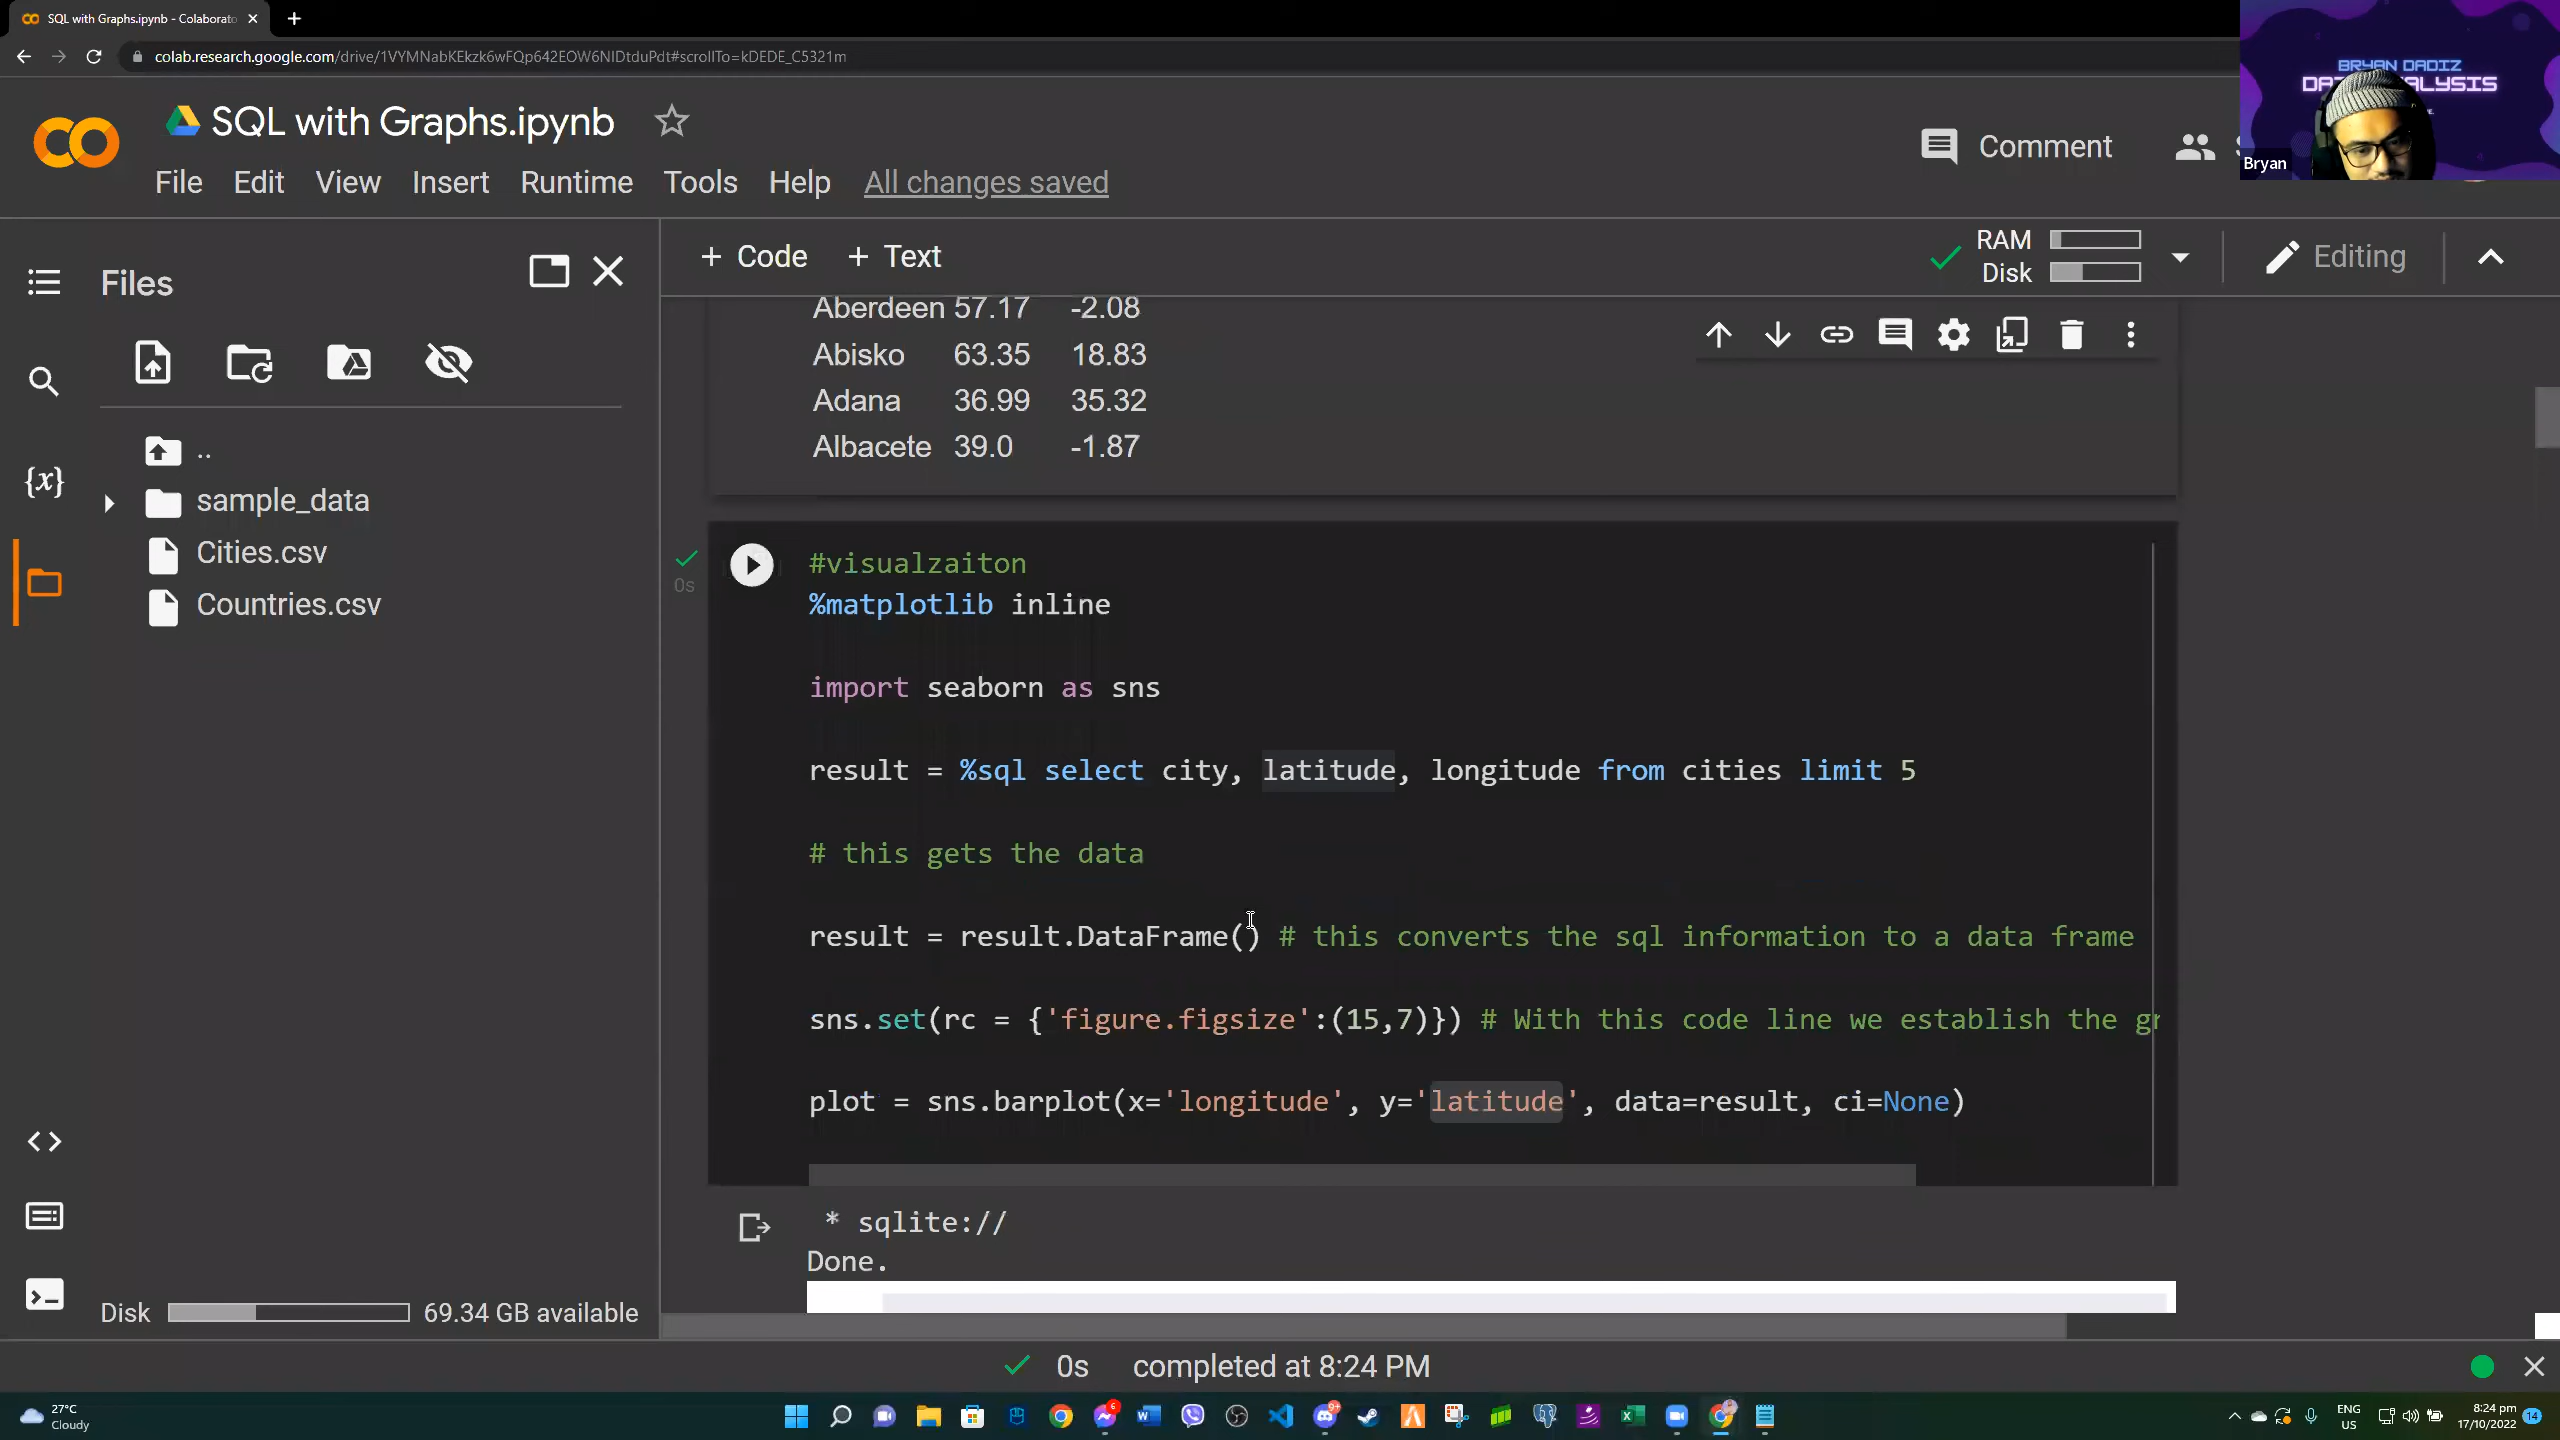 SQL with Graphs.ipynb - Colaborato
colab.research.google.com/drive/1VYMNabKEkzk6wFQp642EOW6NIDtduPdt#scrollTo=kDEDE_C5321m
BRYAN DADIZ
Bryan
SQL with Graphs.ipynb
Comment
File Edit View Insert Runtime Tools Help All changes saved
Files
+ Code + Text
RAM
Disk
Editing
..
sample_data
Cities.csv
Countries.csv
Disk 69.34 GB available
Aberdeen 57.17 -2.08
Abisko 63.35 18.83
Adana 36.99 35.32
Albacete 39.0 -1.87
0s
#visualzaiton
%matplotlib inline
import seaborn as sns
result = %sql select city, latitude, longitude from cities limit 5
# this gets the data
result = result.DataFrame() # this converts the sql information to a data frame
sns.set(rc = {'figure.figsize':(15,7)}) # With this code line we establish the gr
plot = sns.barplot(x='longitude', y='latitude', data=result, ci=None)
* sqlite://
Done.
0s completed at 8:24 PM
27°C
Cloudy
ENG
US
8:24 pm
17/10/2022
14